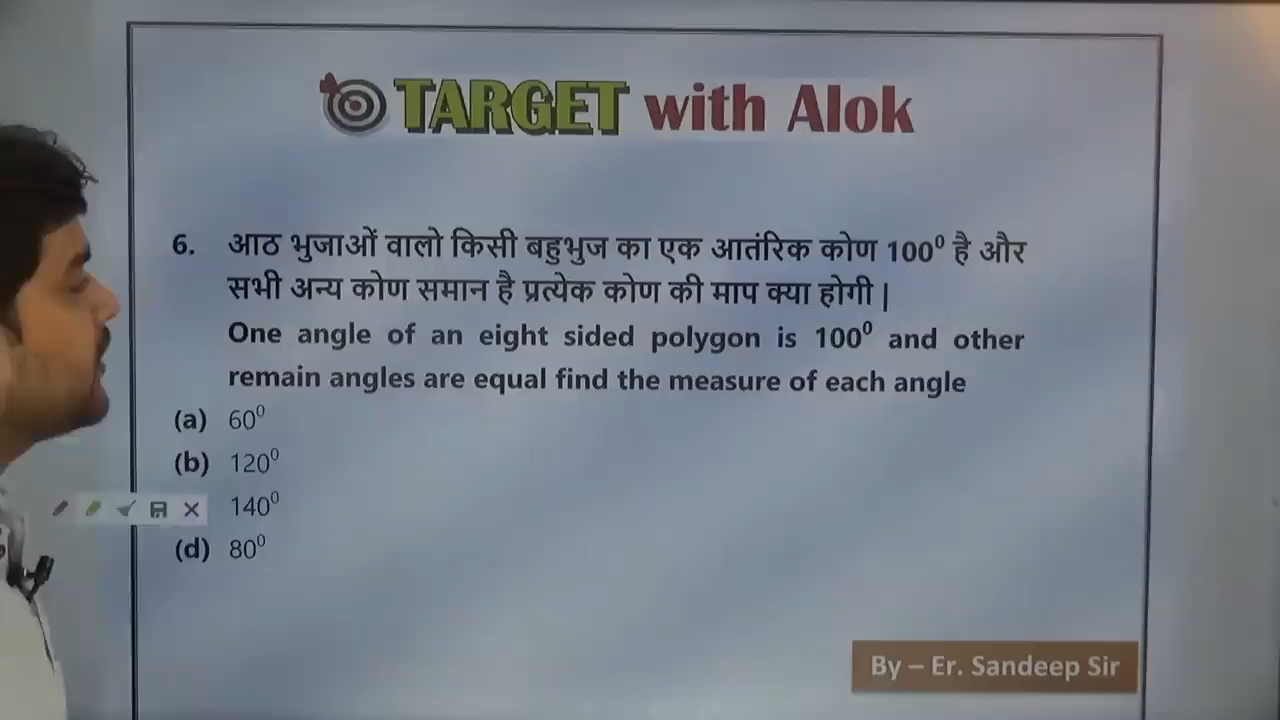 TARGET with Alok
6. आठ भुजाओं वालो किसी बहुभुज का एक आतंरिक कोण 100⁰ है और
सभी अन्य कोण समान है प्रत्येक कोण की माप क्या होगी |
One angle of an eight sided polygon is 100⁰ and other
remain angles are equal find the measure of each angle
(a) 60⁰
(b) 120⁰
140⁰
(d) 80⁰
By – Er. Sandeep Sir